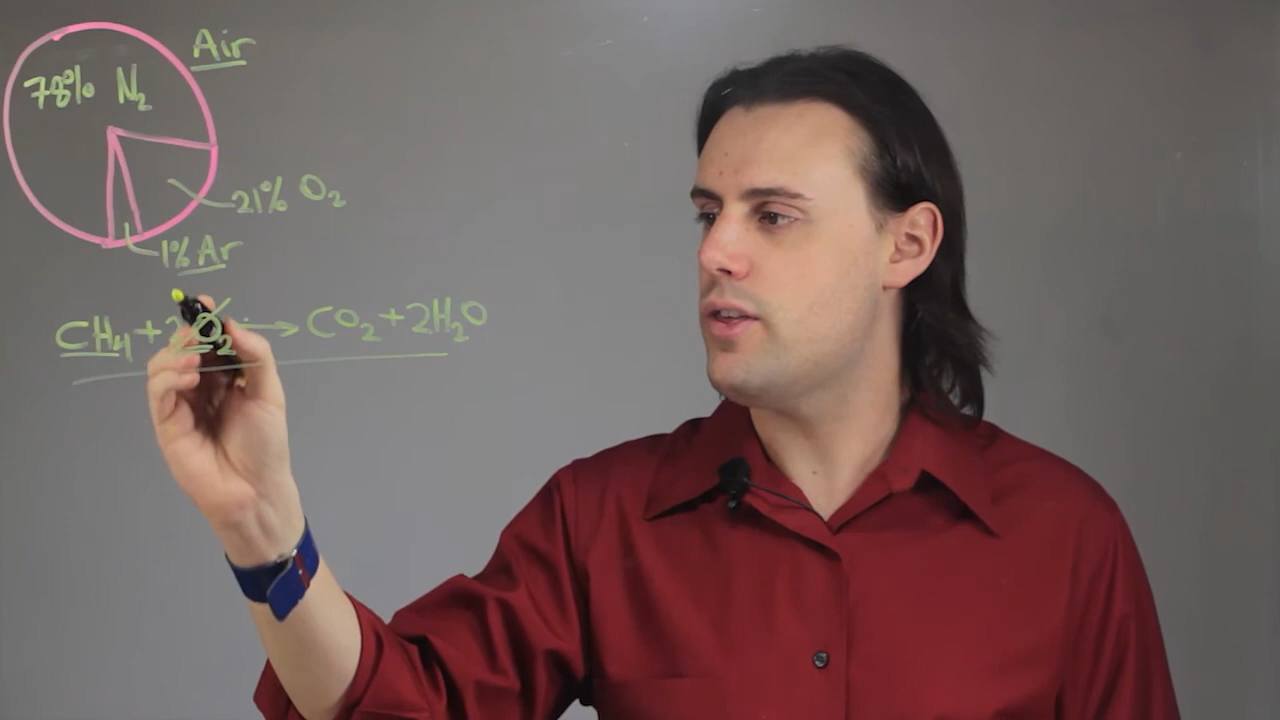 Air
78% N₂
21% O₂
1% Ar
CH₄ + 2O₂ → CO₂ + 2H₂O